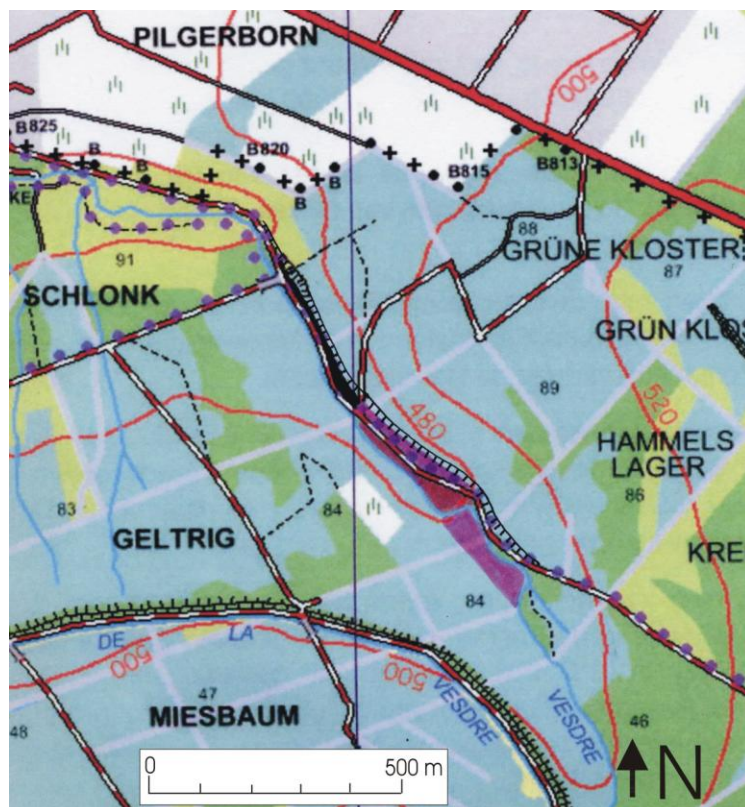 PILGERBORN
500
B825
B820
B
B
B
B
B815
B813
KE
88
GRÜNE KLOSTER
91
87
SCHLONK
GRÜN KLOS
480
89
520
HAMMELS
LAGER
86
83
84
GELTRIG
KRE
84
DE
LA
500
500
47
VESDRE
VESDRE
MIESBAUM
48
46
0
500 m
N